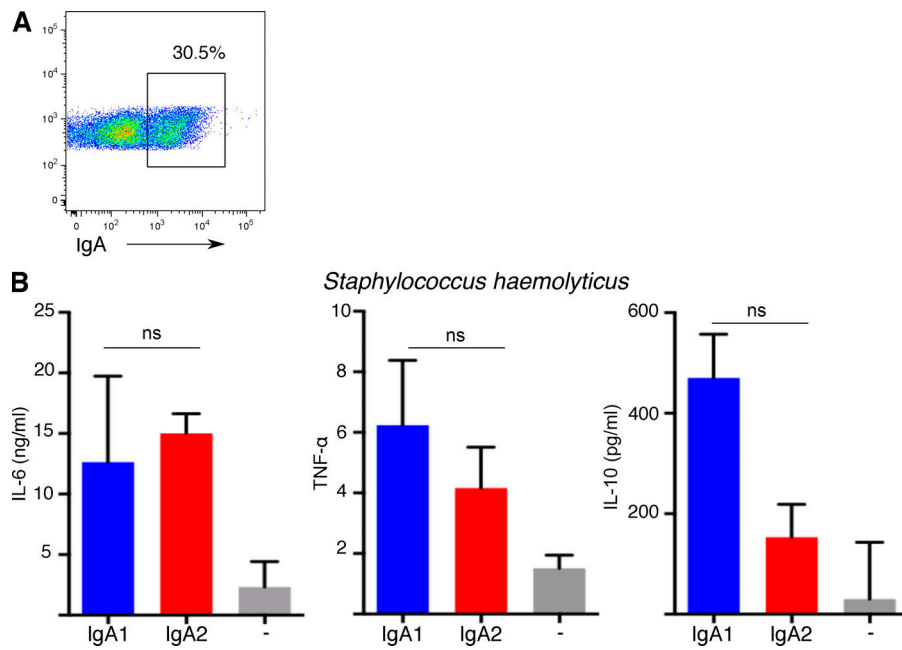 A
30.5%
10^5
10^4
10^3
10^2
0
0 10^2 10^3 10^4 10^5
IgA
B
Staphylococcus haemolyticus
25
20
15
10
5
IL-6 (ng/ml)
ns
IgA1 IgA2 -
10
8
6
4
2
TNF-α
ns
IgA1 IgA2 -
600
400
200
IL-10 (pg/ml)
ns
IgA1 IgA2 -